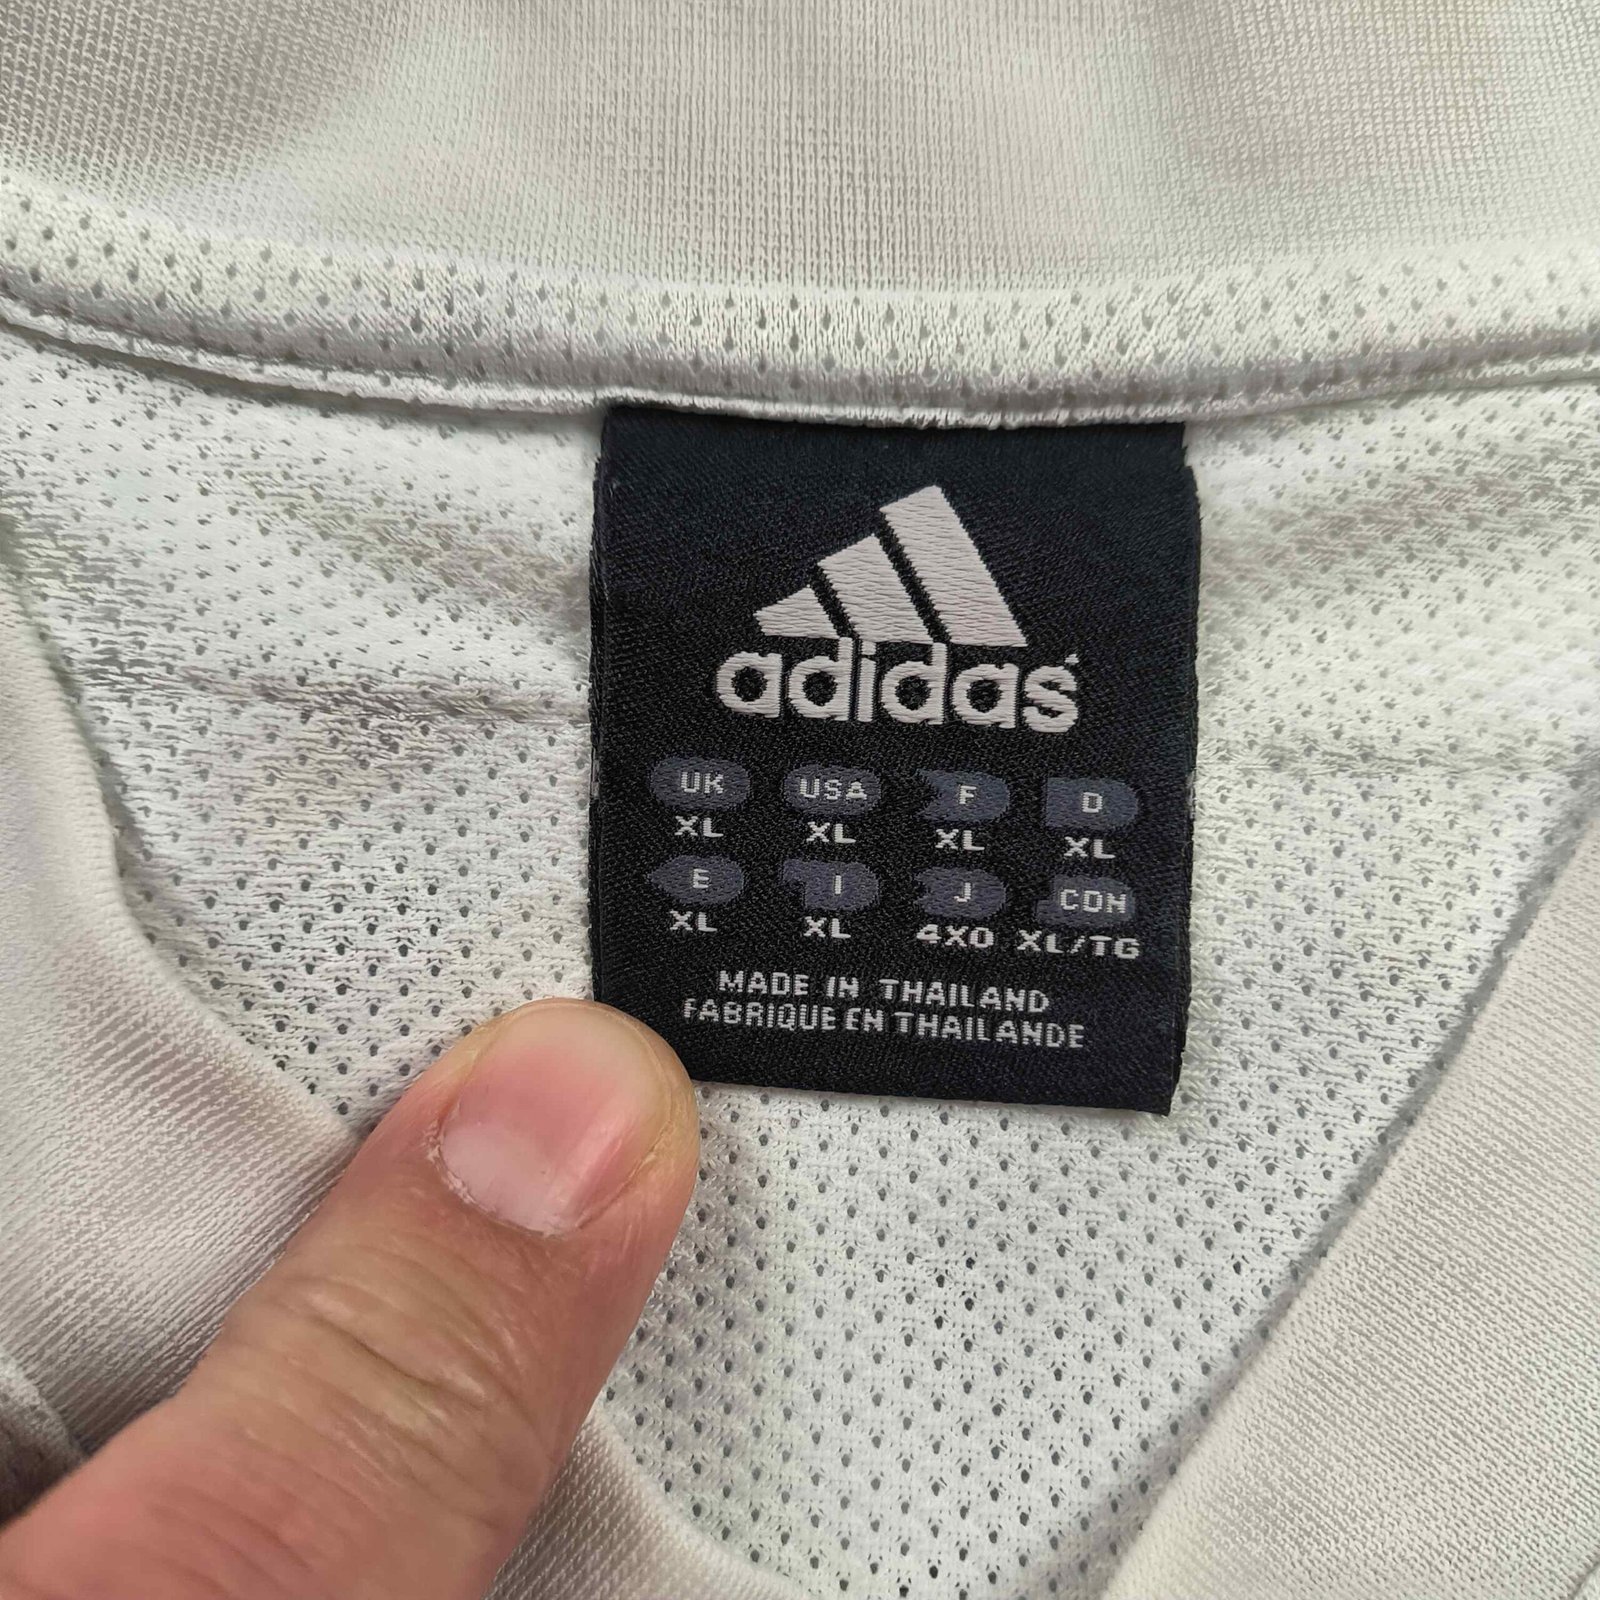 adidas
UK USA F D
XL XL XL XL
E I J CDN
XL XL 4XO XL/TG
MADE IN THAILAND
FABRIQUE EN THAILANDE